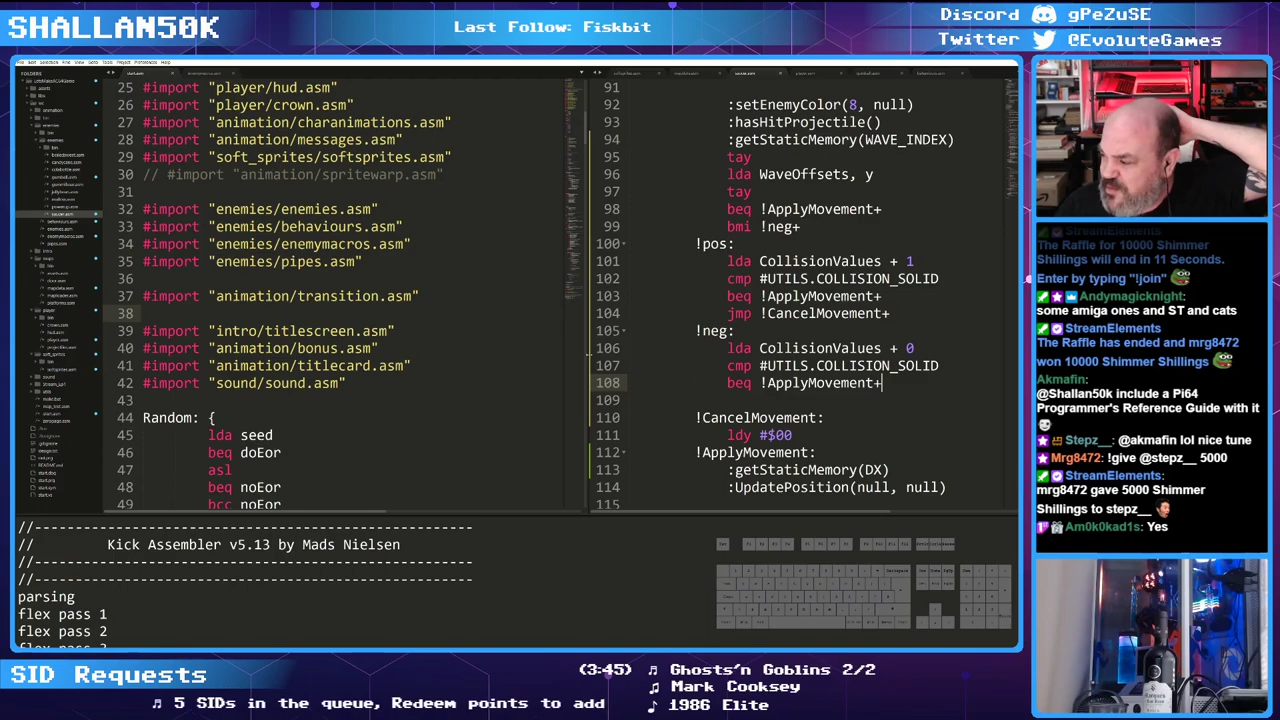 SHALLAN50K
Last Follow: Fiskbit
Discord gPeZuSE
Twitter @EvoluteGames
FOLDERS
25 #import "player/hud.asm"
26 #import "player/crown.asm"
27 #import "animation/charanimations.asm"
28 #import "animation/messages.asm"
29 #import "soft_sprites/softsprites.asm"
30 // #import "animation/spritewarp.asm"
31
32 #import "enemies/enemies.asm"
33 #import "enemies/behaviours.asm"
34 #import "enemies/enemymacros.asm"
35 #import "enemies/pipes.asm"
36
37 #import "animation/transition.asm"
38
39 #import "intro/titlescreen.asm"
40 #import "animation/bonus.asm"
41 #import "animation/titlecard.asm"
42 #import "sound/sound.asm"
43
44 Random: {
45 lda seed
46 beq doEor
47 asl
48 beq noEor
49 bcc noEor
91
92 :setEnemyColor(8, null)
93 :hasHitProjectile()
94 :getStaticMemory(WAVE_INDEX)
95 tay
96 lda WaveOffsets, y
97 tay
98 beq !ApplyMovement+
99 bmi !neg+
100 !pos:
101 lda CollisionValues + 1
102 cmp #UTILS.COLLISION_SOLID
103 beq !ApplyMovement+
104 jmp !CancelMovement+
105 !neg:
106 lda CollisionValues + 0
107 cmp #UTILS.COLLISION_SOLID
108 beq !ApplyMovement+
109
110 !CancelMovement:
111 ldy #$00
112 !ApplyMovement:
113 :getStaticMemory(DX)
114 :UpdatePosition(null, null)
115
//------------------------------------------------------
// Kick Assembler v5.13 by Mads Nielsen
//------------------------------------------------------
//------------------------------------------------------
parsing
flex pass 1
flex pass 2
StreamElements
The Raffle for 10000 Shimmer
Shillings will end in 11 Seconds.
Enter by typing "!join"
Andymagicknight:
some amiga ones and ST and cats
StreamElements
The Raffle has ended and mrg8472
won 10000 Shimmer Shillings
Akmafin:
@Shallan50k include a Pi64
Programmer's Reference Guide with it
Stepz__: @akmafin lol nice tune
Mrg8472: !give @stepz__ 5000
StreamElements:
mrg8472 gave 5000 Shimmer
Shillings to stepz__
Am0k0kad1s: Yes
SID Requests
5 SIDs in the queue, Redeem points to add
(3:45) Ghosts'n Goblins 2/2
Mark Cooksey
1986 Elite